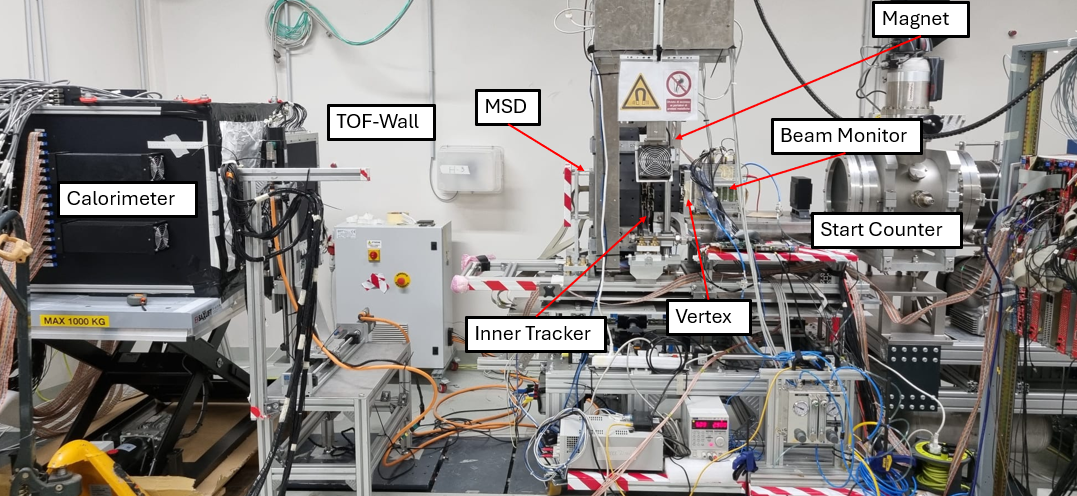 Magnet
MSD
TOF-Wall
Beam Monitor
Calorimeter
Start Counter
Vertex
Inner Tracker
MAX 1000 KG